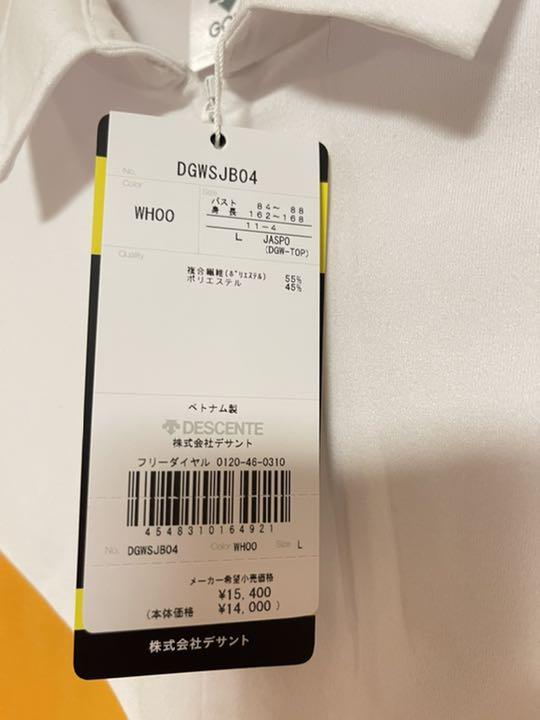 GO
No. DGWSJB04
Color
WH00
Size
バスト 84～ 88
身長 162～168
11-4
L JASPO
(DGW-TOP)
Quality
複合繊維(ﾎﾟﾘｴｽﾃﾙ) 55%
ポリエステル 45%
ベトナム製
DESCENTE
株式会社デサント
フリーダイヤル 0120-46-0310
4548310164921
No. DGWSJB04 Color WH00 Size L
メーカー希望小売価格
¥15,400
(本体価格 ¥14,000 )
株式会社デサント